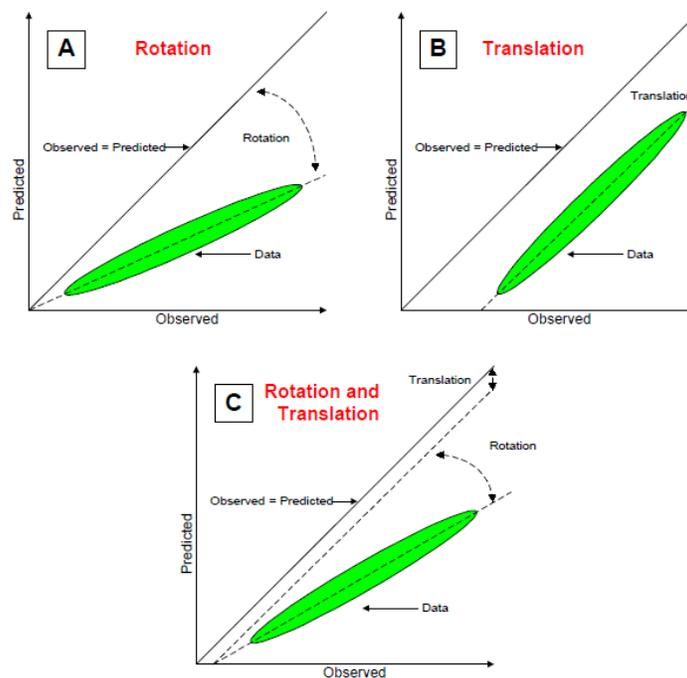 A
Rotation
Observed = Predicted
Rotation
Data
Predicted
Observed
B
Translation
Translation
Observed = Predicted
Data
Predicted
Observed
C
Rotation and
Translation
Translation
Rotation
Observed = Predicted
Data
Predicted
Observed